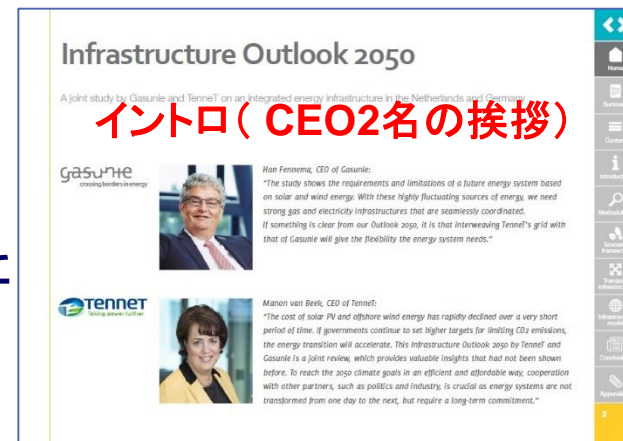 Infrastructure Outlook 2050
A joint study by Gasunie and TenneT on an integrated energy infrastructure in the Netherlands and Germany
イントロ( CEO2名の挨拶)
gasunie
crossing borders in energy
Han Fennema, CEO of Gasunie:
"The study shows the requirements and limitations of a future energy system based
on solar and wind energy. With these highly fluctuating sources of energy, we need
strong gas and electricity infrastructures that are seamlessly coordinated.
If something is clear from our Outlook 2050, it is that interweaving TenneT's grid with
that of Gasunie will give the flexibility the energy system needs."
TENNET
Taking power further
Manon van Beek, CEO of TenneT:
"The cost of solar PV and offshore wind energy has rapidly declined over a very short
period of time. If governments continue to set higher targets for limiting CO2 emissions,
the energy transition will accelerate. This Infrastructure Outlook 2050 by TenneT and
Gasunie is a joint review, which provides valuable insights that had not been shown
before. To reach the 2050 climate goals in an efficient and affordable way, cooperation
with other partners, such as politics and industry, is crucial as energy systems are not
transformed from one day to the next, but require a long-term commitment."
Home
2